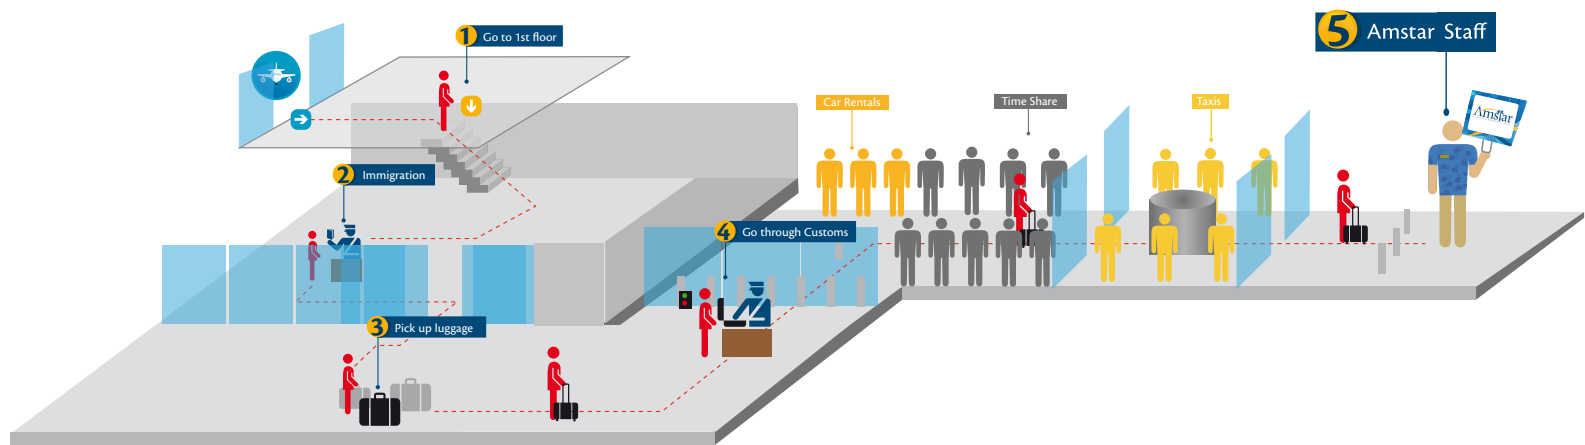 1 Go to 1st floor
2 Immigration
3 Pick up luggage
4 Go through Customs
Car Rentals
Time Share
Taxis
5 Amstar Staff
Amstar